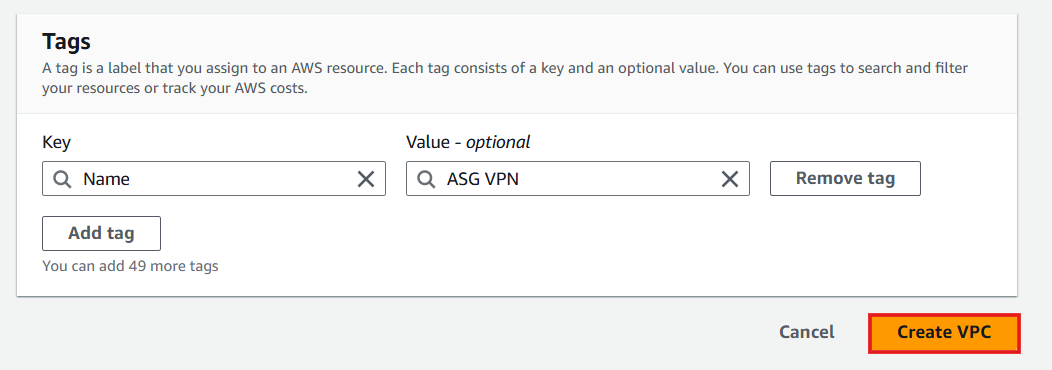 Tags
A tag is a label that you assign to an AWS resource. Each tag consists of a key and an optional value. You can use tags to search and filter
your resources or track your AWS costs.
Key
Value - optional
Name
ASG VPN
Remove tag
Add tag
You can add 49 more tags
Cancel
Create VPC